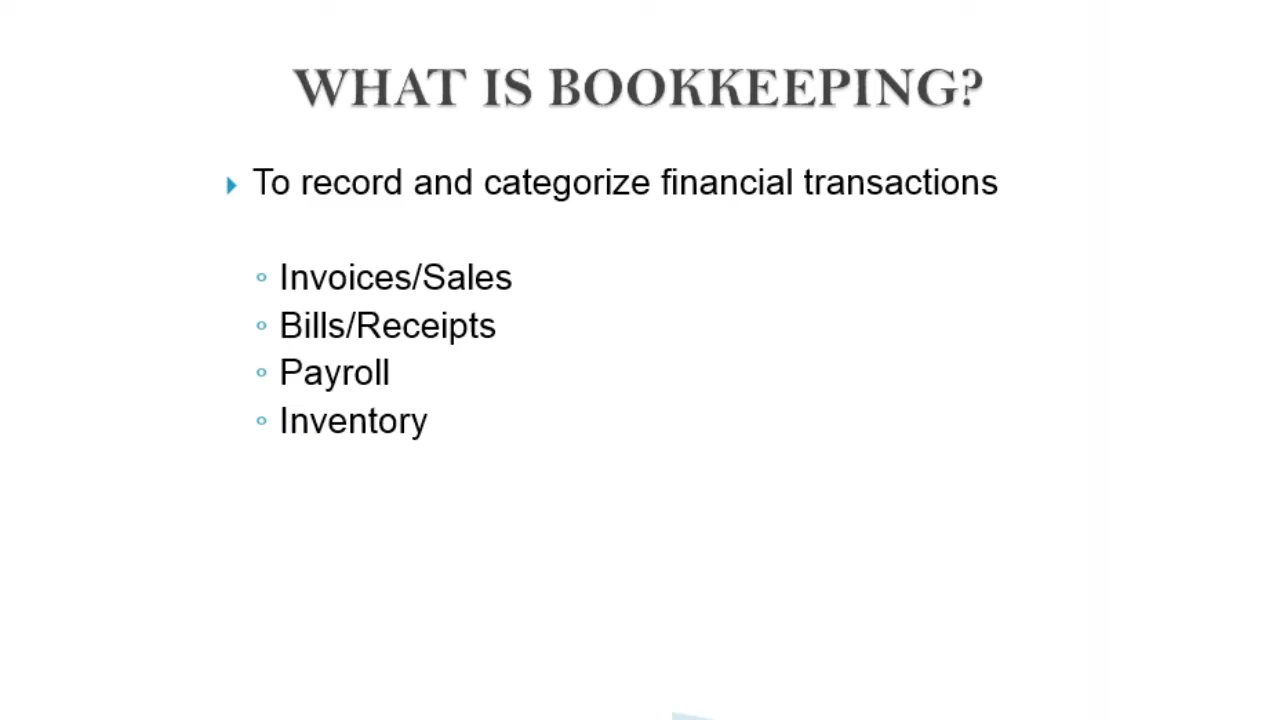 WHAT IS BOOKKEEPING?
To record and categorize financial transactions
Invoices/Sales
Bills/Receipts
Payroll
Inventory